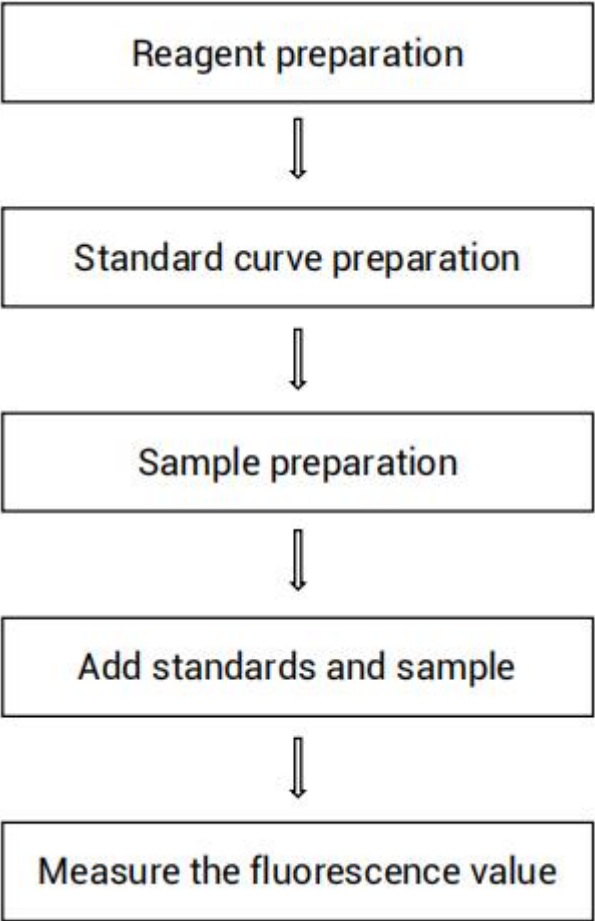 Reagent preparation
Standard curve preparation
Sample preparation
Add standards and sample
Measure the fluorescence value